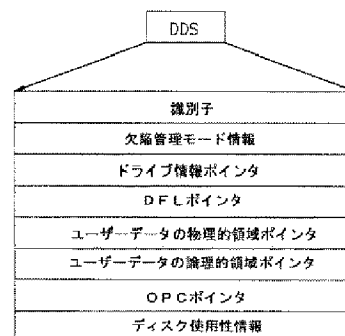 DDS
識別子
欠陥管理モード情報
ドライブ情報ポインタ
DFLポインタ
ユーザーデータの物理的領域ポインタ
ユーザーデータの論理的領域ポインタ
OPCポインタ
ディスク使用性情報